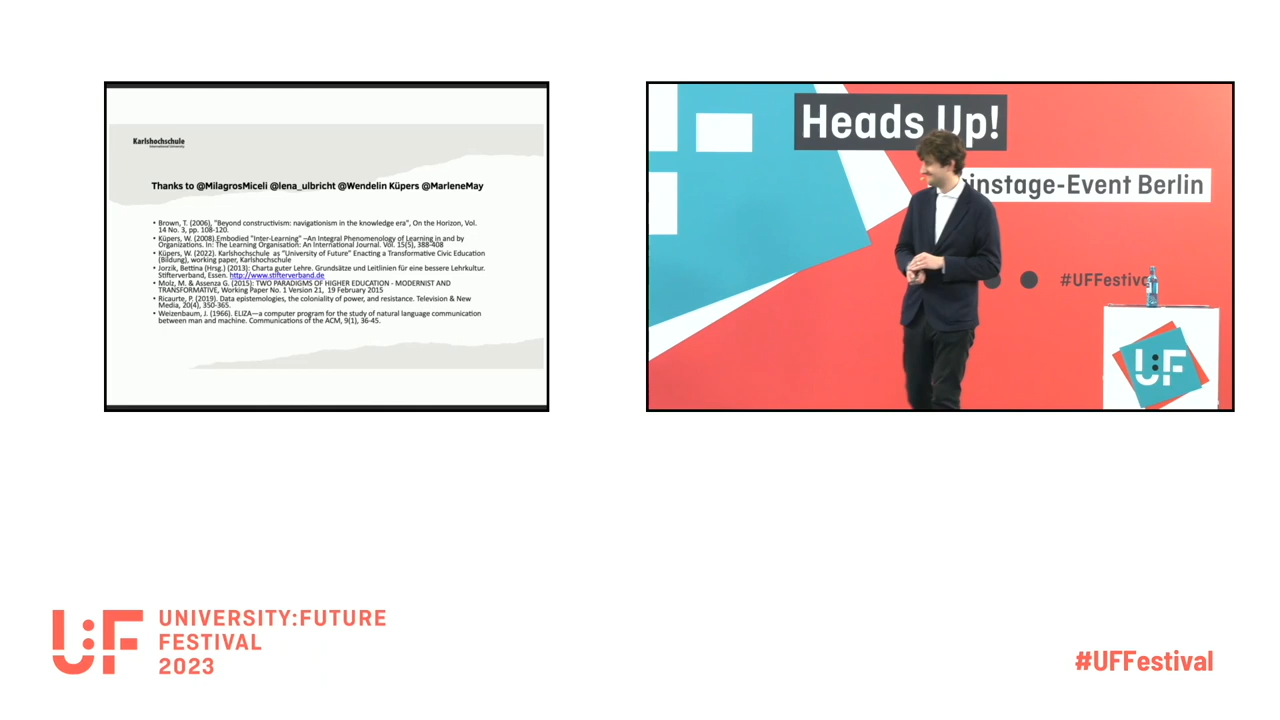 Karlshochschule
International University
Thanks to @MilagrosMiceli @lena_ulbricht @Wendelin Küpers @MarleneMay
• Brown, T. (2006), "Beyond constructivism: navigationism in the knowledge era", On the Horizon, Vol.
14 No. 3, pp. 108-120.
• Küpers, W. (2008).Embodied "Inter-Learning" –An Integral Phenomenology of Learning in and by
Organizations. In: The Learning Organisation: An International Journal. Vol. 15(5), 388-408
• Küpers, W. (2022). Karlshochschule as "University of Future" Enacting a Transformative Civic Education
(Bildung), working paper, Karlshochschule
• Jorzik, Bettina (Hrsg.) (2013): Charta guter Lehre. Grundsätze und Leitlinien für eine bessere Lehrkultur.
Stifterverband, Essen. http://www.stifterverband.de
• Molz, M. & Assenza G. (2015): TWO PARADIGMS OF HIGHER EDUCATION - MODERNIST AND
TRANSFORMATIVE, Working Paper No. 1 Version 21, 19 February 2015
• Ricaurte, P. (2019). Data epistemologies, the coloniality of power, and resistance. Television & New
Media, 20(4), 350-365.
• Weizenbaum, J. (1966). ELIZA—a computer program for the study of natural language communication
between man and machine. Communications of the ACM, 9(1), 36-45.
Heads Up!
instage-Event Berlin
#UFFestiva
U:F
U:F
UNIVERSITY:FUTURE
FESTIVAL
2023
#UFFestival